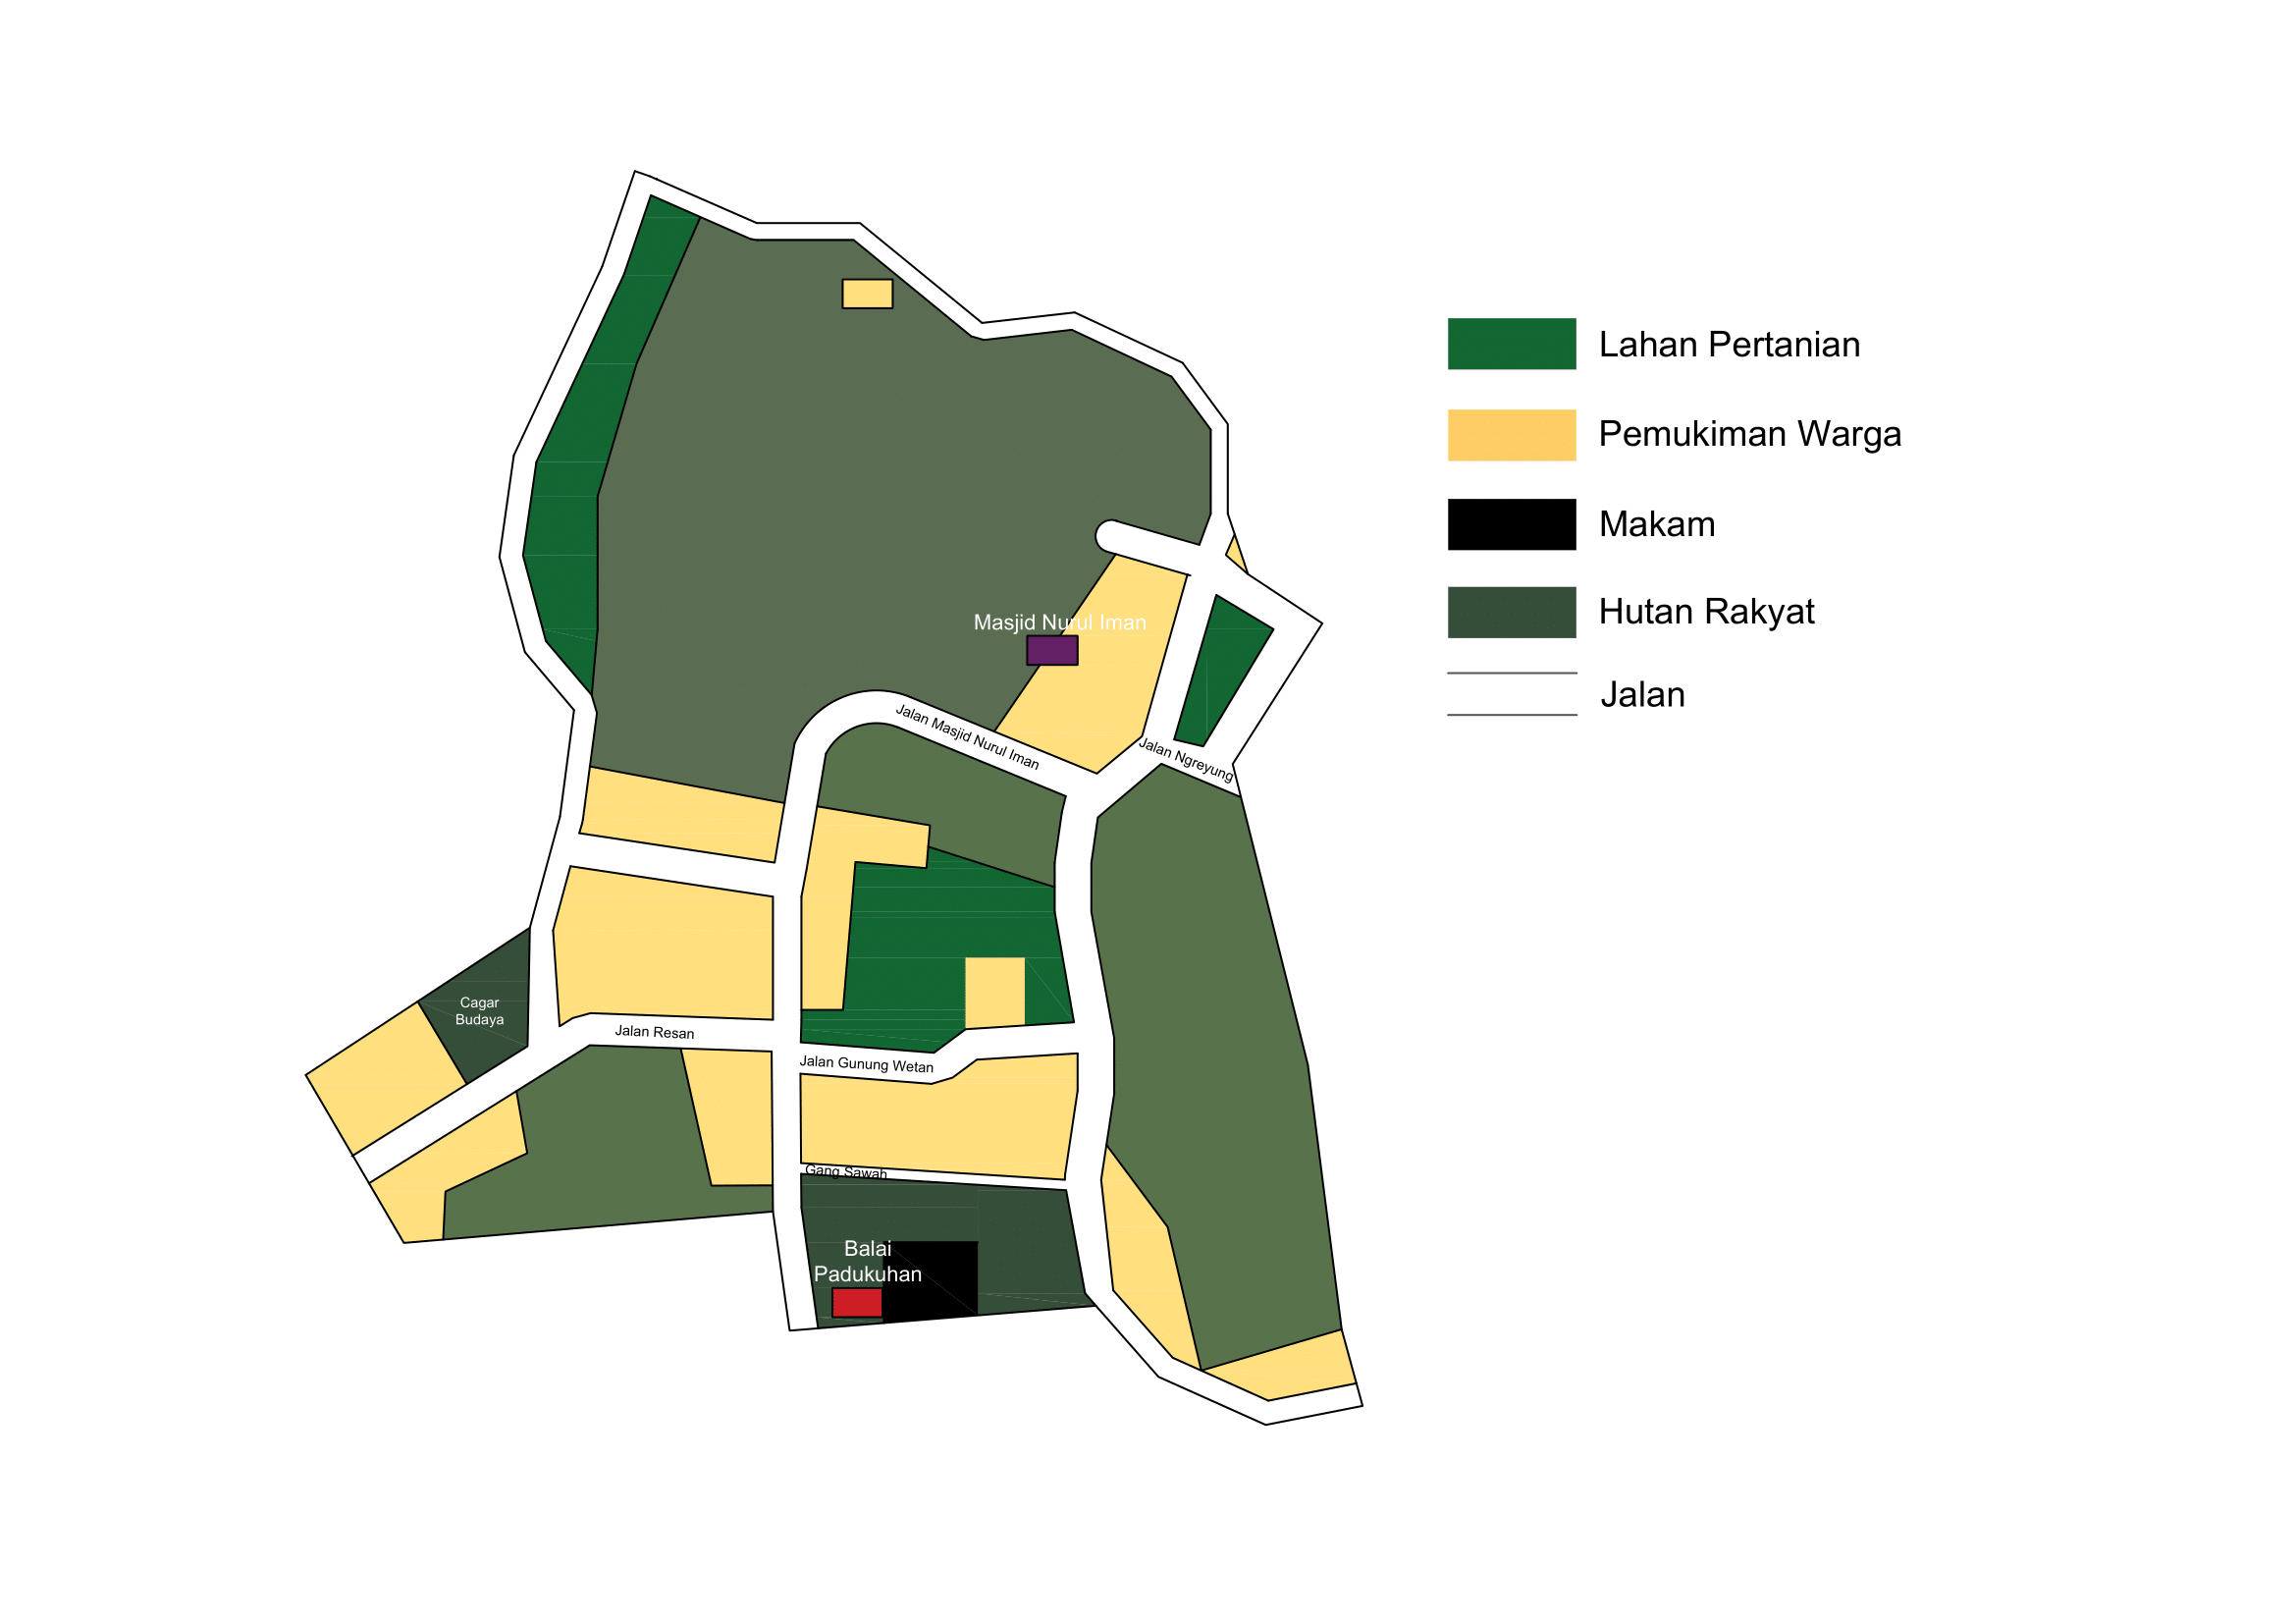 Lahan Pertanian
Pemukiman Warga
Makam
Hutan Rakyat
Jalan
Masjid Nurul Iman
Jalan Masjid Nurul Iman
Jalan Ngreyung
Cagar
Budaya
Jalan Resan
Jalan Gunung Wetan
Gang Sawah
Balai
Padukuhan